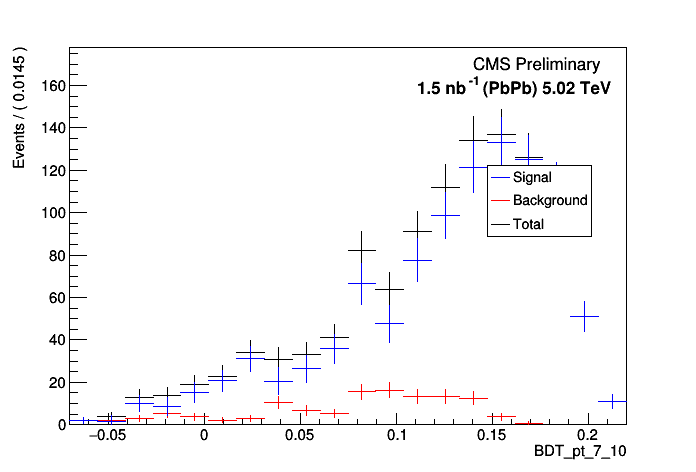 CMS Preliminary
1.5 nb-1 (PbPb) 5.02 TeV
Events / ( 0.0145 )
160
140
120
100
80
60
40
20
0
Signal
Background
Total
−0.05 0 0.05 0.1 0.15 0.2
BDT_pt_7_10